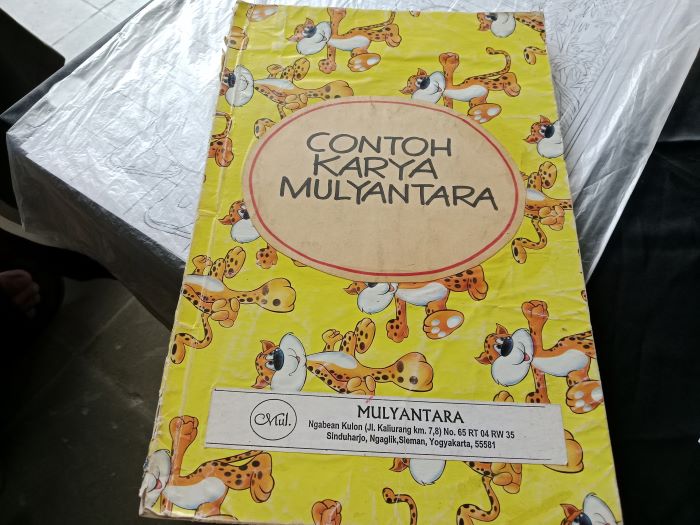 CONTOH
KARYA
MULYANTARA
Mul.
MULYANTARA
Ngabean Kulon (Jl. Kaliurang km. 7,8) No. 65 RT 04 RW 35
Sinduharjo, Ngaglik,Sleman, Yogyakarta, 55581